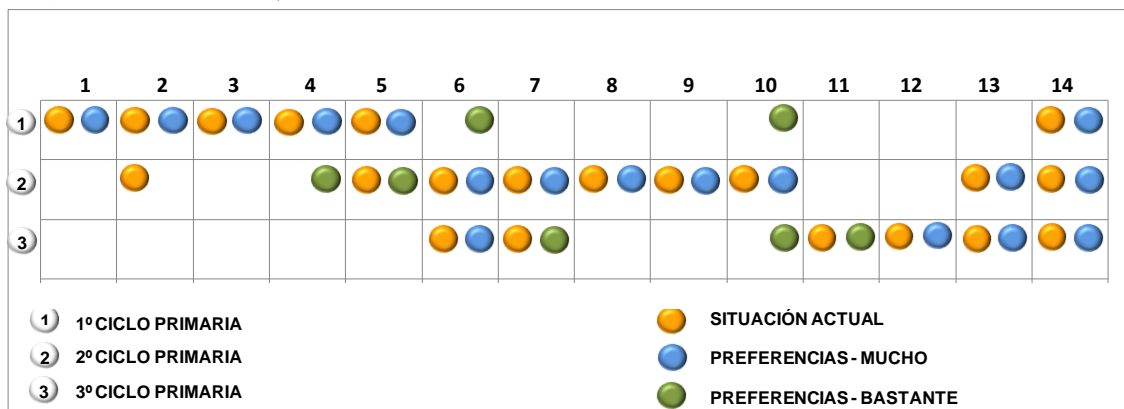 1 2 3 4 5 6 7 8 9 10 11 12 13 14
1
2
3
1 1º CICLO PRIMARIA
2 2º CICLO PRIMARIA
3 3º CICLO PRIMARIA
SITUACIÓN ACTUAL
PREFERENCIAS - MUCHO
PREFERENCIAS - BASTANTE